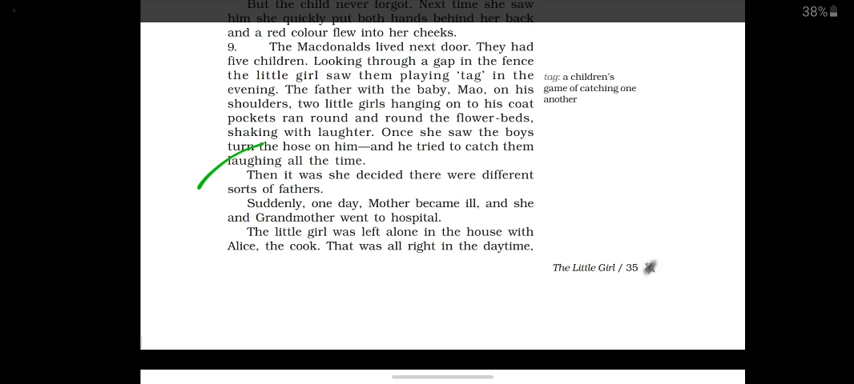 38%
But the child never forgot. Next time she saw
him she quickly put both hands behind her back
and a red colour flew into her cheeks.
9. The Macdonalds lived next door. They had
five children. Looking through a gap in the fence
the little girl saw them playing ‘tag’ in the
evening. The father with the baby, Mao, on his
shoulders, two little girls hanging on to his coat
pockets ran round and round the flower-beds,
shaking with laughter. Once she saw the boys
turn the hose on him—and he tried to catch them
laughing all the time.
tag: a children’s
game of catching one
another
Then it was she decided there were different
sorts of fathers.
Suddenly, one day, Mother became ill, and she
and Grandmother went to hospital.
The little girl was left alone in the house with
Alice, the cook. That was all right in the daytime,
The Little Girl / 35